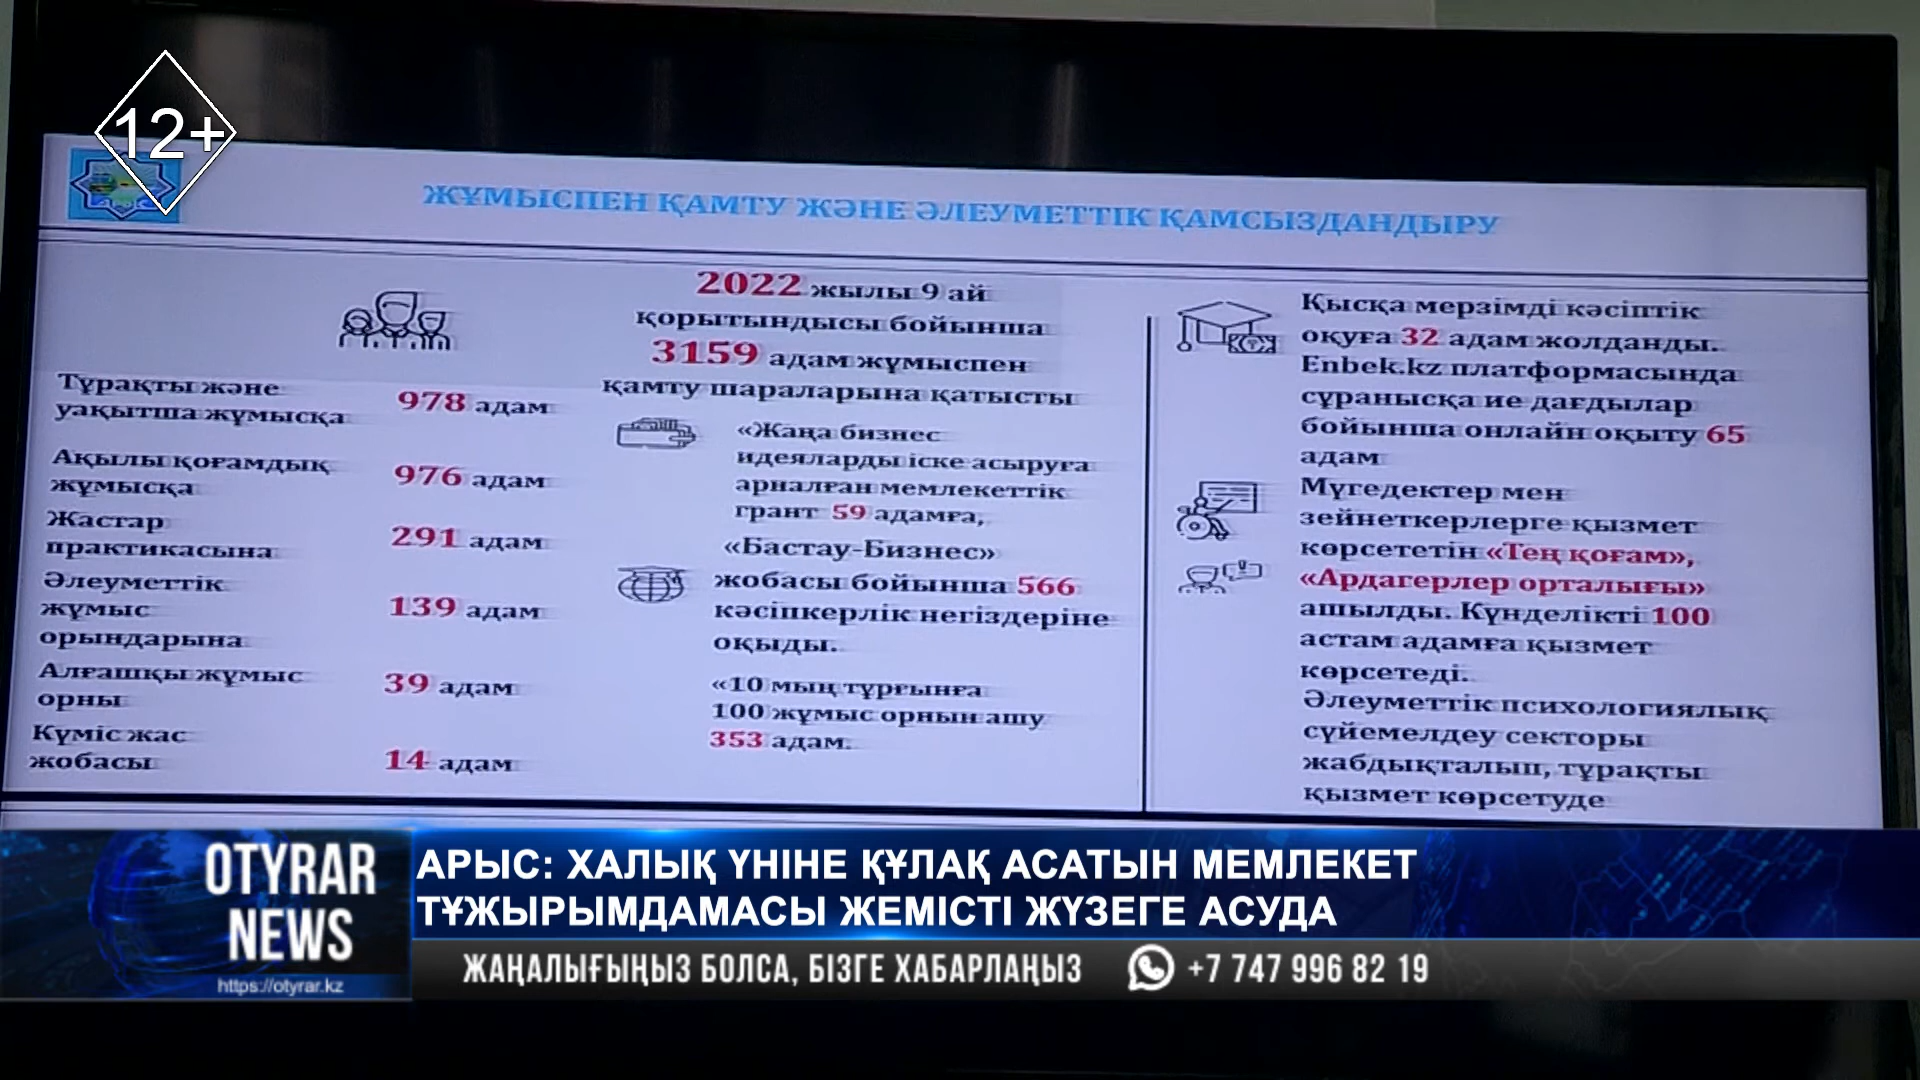 12+
ЖҰМЫСПЕН ҚАМТУ ЖӘНЕ ӘЛЕУМЕТТІК ҚАМСЫЗДАНДЫРУ
Тұрақты және
уақытша жұмысқа
978 адам
Ақылы қоғамдық
жұмысқа
976 адам
Жастар
практикасына
291 адам
Әлеуметтік
жұмыс
орындарына
139 адам
Алғашқы жұмыс
орны
39 адам
Күміс жас
жобасы
14 адам
2022 жылы 9 ай
қорытындысы бойынша
3159 адам жұмыспен
қамту шараларына қатысты
«Жаңа бизнес
идеяларды іске асыруға
арналған мемлекеттік
грант 59 адамға,
«Бастау-Бизнес»
жобасы бойынша 566
кәсіпкерлік негіздеріне
оқыды.
«10 мың тұрғынға
100 жұмыс орнын ашу
353 адам.
Қысқа мерзімді кәсіптік
оқуға 32 адам жолданды.
Enbek.kz платформасында
сұранысқа ие дағдылар
бойынша онлайн оқыту 65
адам
Мүгедектер мен
зейнеткерлерге қызмет
көрсететін «Тең қоғам»,
«Ардагерлер орталығы»
ашылды. Күнделікті 100
астам адамға қызмет
көрсетеді.
Әлеуметтік психологиялық
сүйемелдеу секторы
жабдықталып, тұрақты
қызмет көрсетуде
OTYRAR
NEWS
https://otyrar.kz
АРЫС: ХАЛЫҚ ҮНІНЕ ҚҰЛАҚ АСАТЫН МЕМЛЕКЕТ
ТҰЖЫРЫМДАМАСЫ ЖЕМІСТІ ЖҮЗЕГЕ АСУДА
ЖАҢАЛЫҒЫҢЫЗ БОЛСА, БІЗГЕ ХАБАРЛАҢЫЗ +7 747 996 82 19